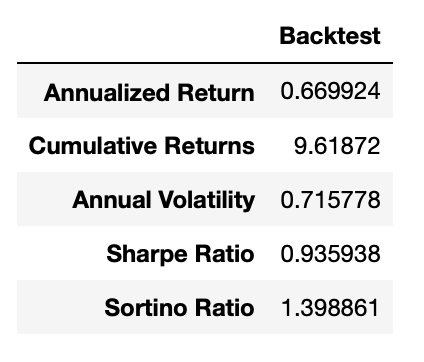 Backtest
Annualized Return 0.669924
Cumulative Returns 9.61872
Annual Volatility 0.715778
Sharpe Ratio 0.935938
Sortino Ratio 1.398861